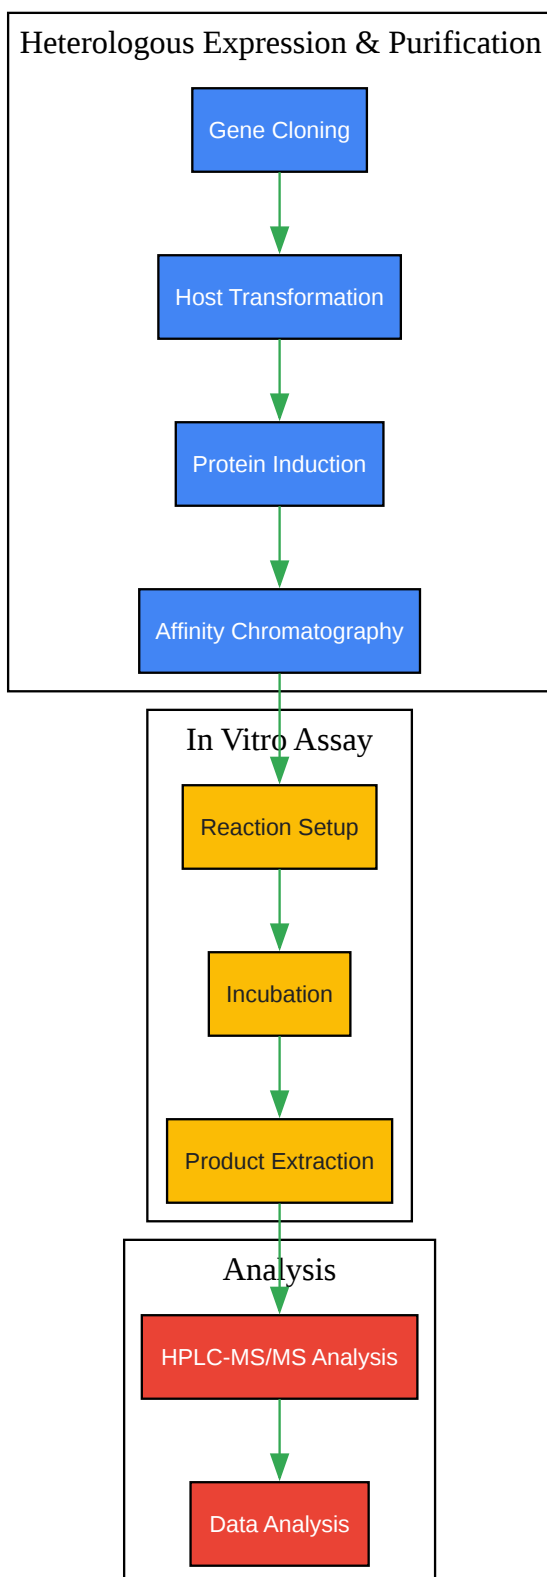 Heterologous Expression & Purification
Gene Cloning
Host Transformation
Protein Induction
Affinity Chromatography
In Vitro Assay
Reaction Setup
Incubation
Product Extraction
Analysis
HPLC-MS/MS Analysis
Data Analysis